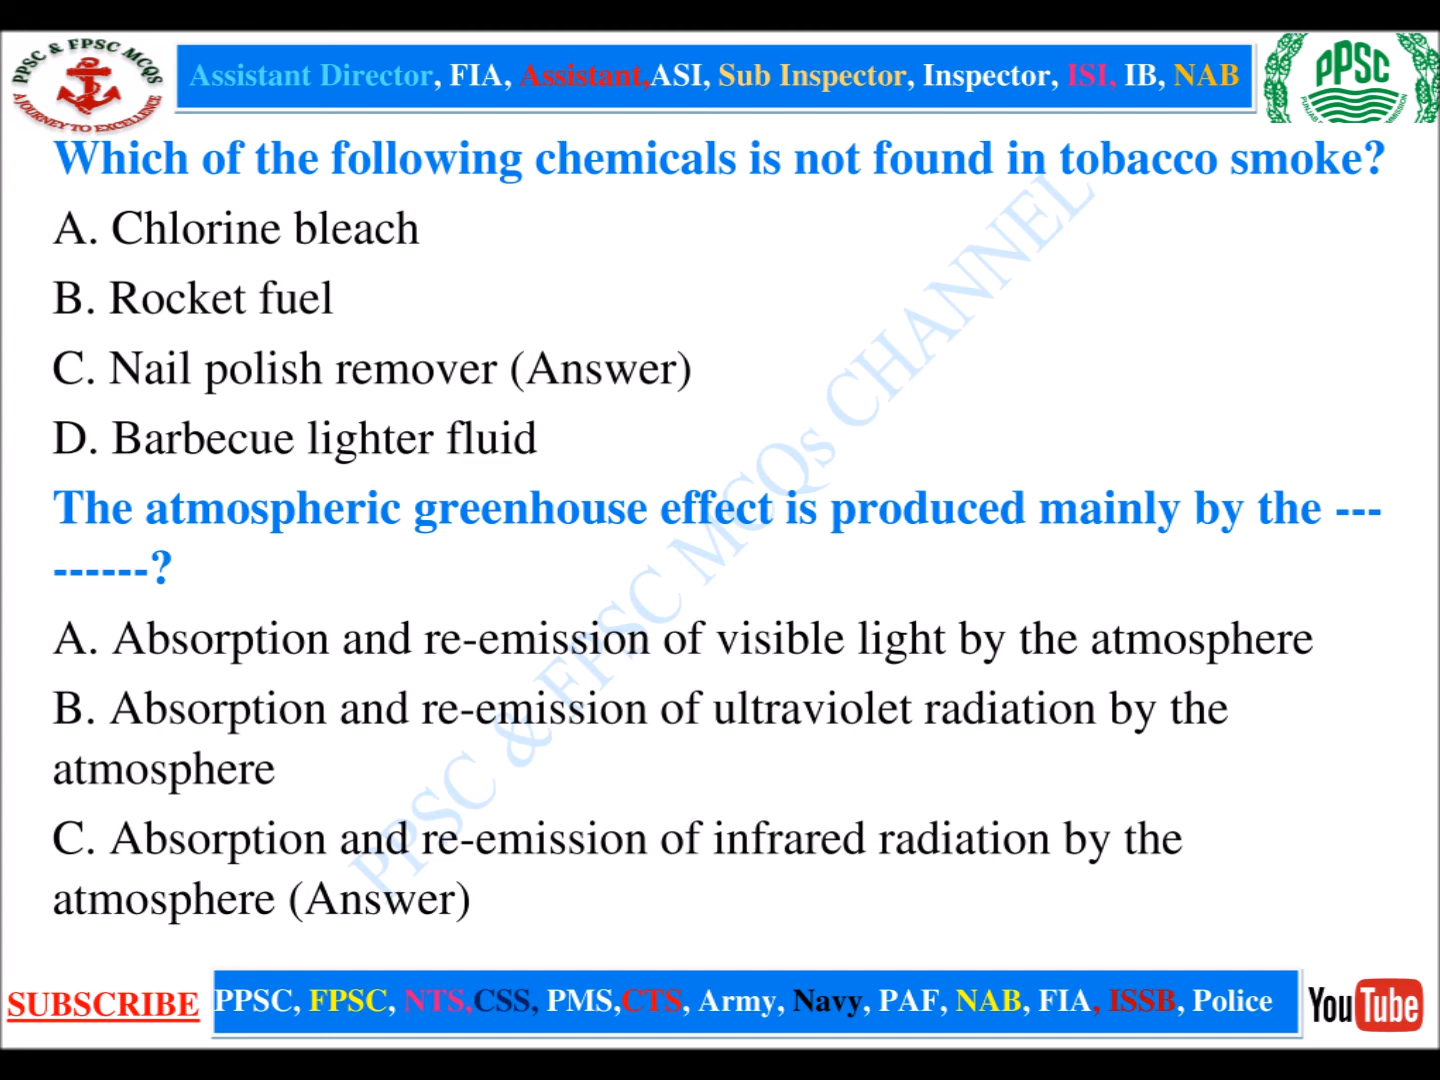 PPSC & FPSC MCQS
A JOURNEY TO EXCELLENCE
Assistant Director, FIA, Assistant,ASI, Sub Inspector, Inspector, ISI, IB, NAB
PPSC
Which of the following chemicals is not found in tobacco smoke?
A. Chlorine bleach
B. Rocket fuel
C. Nail polish remover (Answer)
D. Barbecue lighter fluid
The atmospheric greenhouse effect is produced mainly by the ---
------?
A. Absorption and re-emission of visible light by the atmosphere
B. Absorption and re-emission of ultraviolet radiation by the
atmosphere
C. Absorption and re-emission of infrared radiation by the
atmosphere (Answer)
PPSC & FPSC MCQs CHANNEL
SUBSCRIBE
PPSC, FPSC, NTS,CSS, PMS,CTS, Army, Navy, PAF, NAB, FIA, ISSB, Police
YouTube